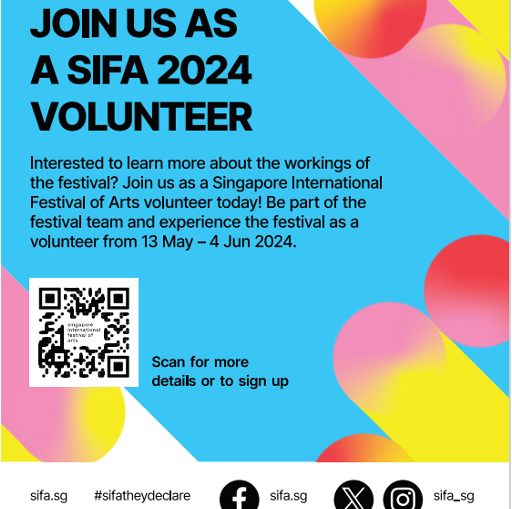 JOIN US AS
A SIFA 2024
VOLUNTEER
Interested to learn more about the workings of
the festival? Join us as a Singapore International
Festival of Arts volunteer today! Be part of the
festival team and experience the festival as a
volunteer from 13 May – 4 Jun 2024.
singapore
international
festival of
arts
Scan for more
details or to sign up
sifa.sg #sifatheydeclare sifa.sg sifa_sg